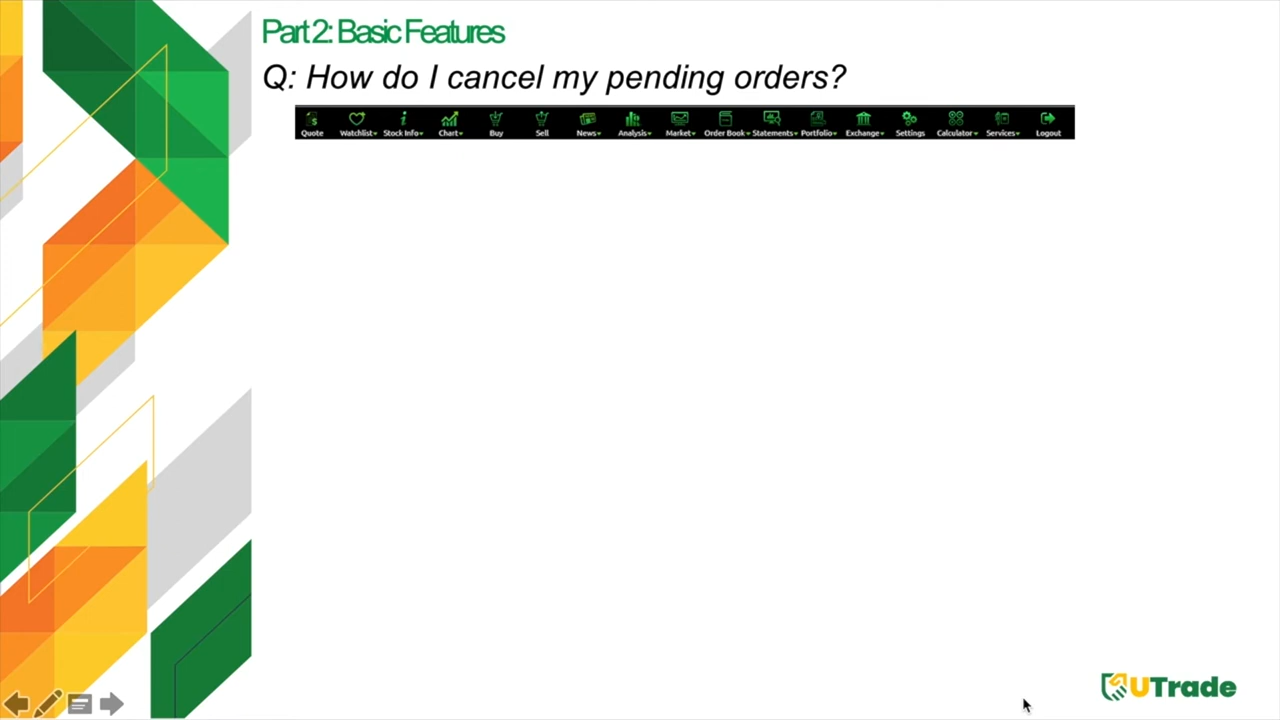 Part 2: Basic Features
Q: How do I cancel my pending orders?
Quote Watchlist Stock Info Chart Buy Sell News Analysis Market Order Book Statements Portfolio Exchange Settings Calculator Services Logout
UTrade